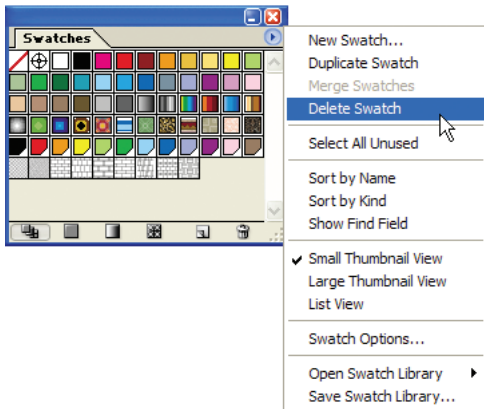 Swatches
New Swatch...
Duplicate Swatch
Merge Swatches
Delete Swatch
Select All Unused
Sort by Name
Sort by Kind
Show Find Field
Small Thumbnail View
Large Thumbnail View
List View
Swatch Options...
Open Swatch Library
Save Swatch Library...